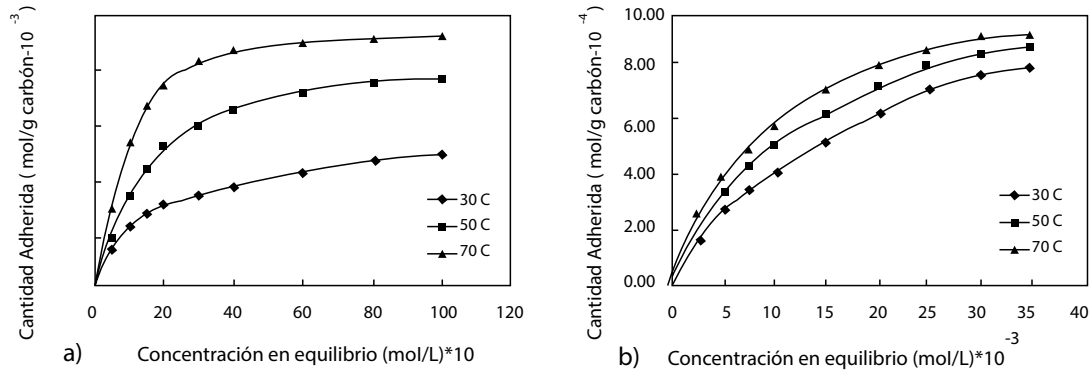 Cantidad Adherida ( mol/g carbón-10 -3)
30 C
50 C
70 C
0 20 40 60 80 100 120
a) Concentración en equilibrio (mol/L)*10
Cantidad Adherida ( mol/g carbón-10 -4)
10.00
8.00
6.00
4.00
2.00
0.00
30 C
50 C
70 C
0 5 10 15 20 25 30 35 40
b) Concentración en equilibrio (mol/L)*10 -3